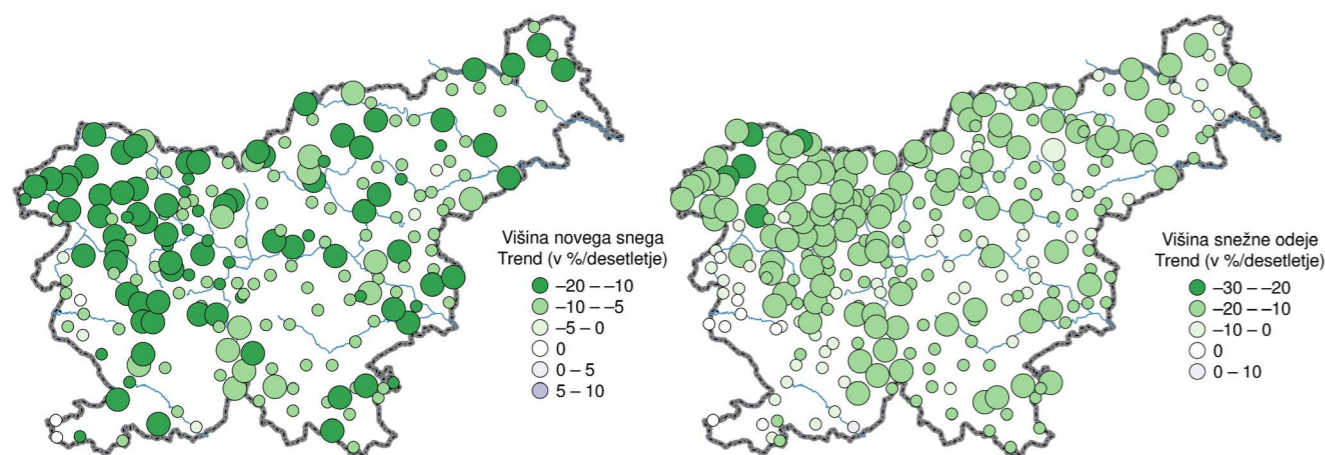 Višina novega snega
Trend (v %/desetletje)
–20 – –10
–10 – –5
–5 – 0
0
0 – 5
5 – 10
Višina snežne odeje
Trend (v %/desetletje)
–30 – –20
–20 – –10
–10 – 0
0
0 – 10